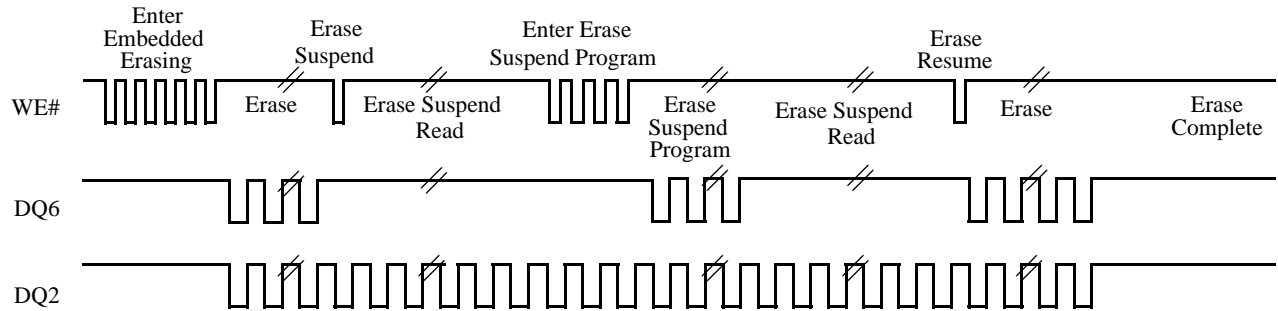 Enter
Embedded
Erasing
Erase
Suspend
Enter Erase
Suspend Program
Erase
Resume
WE#
Erase
Erase Suspend
Read
Erase
Suspend
Program
Erase Suspend
Read
Erase
Erase
Complete
DQ6
DQ2